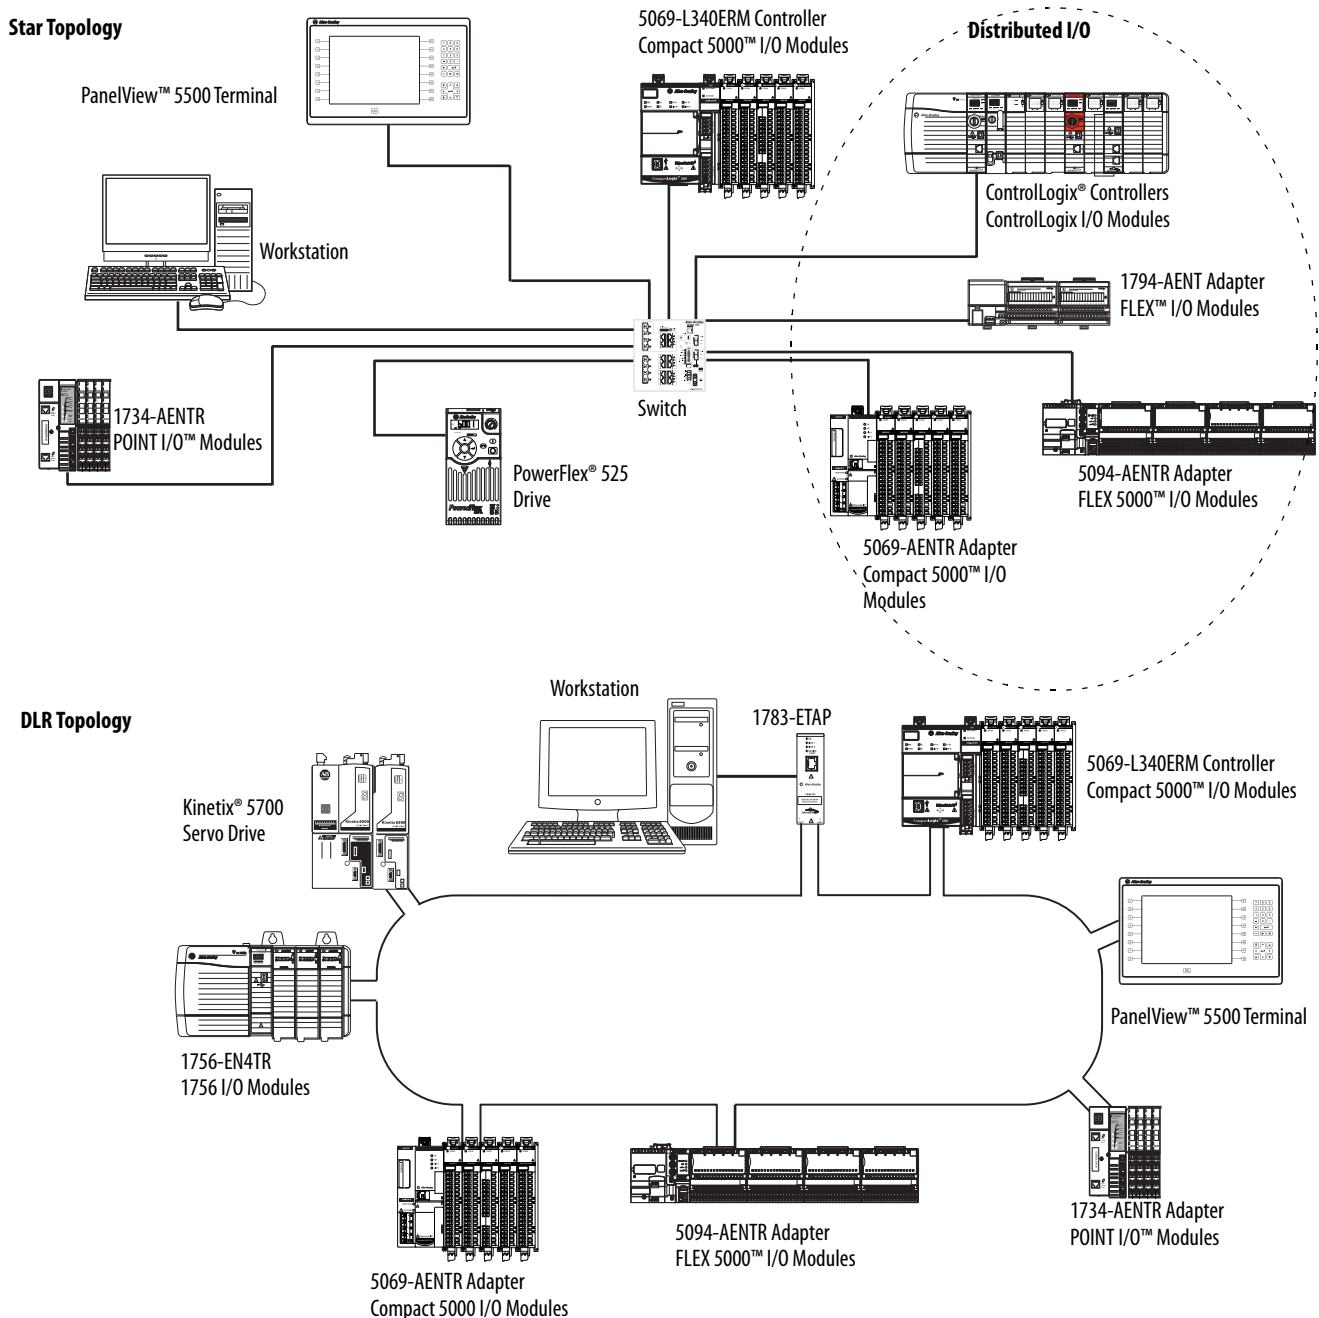 Star Topology
5069-L340ERM Controller
Compact 5000™ I/O Modules
Distributed I/O
PanelView™ 5500 Terminal
ControlLogix® Controllers
ControlLogix I/O Modules
Workstation
1794-AENT Adapter
FLEX™ I/O Modules
Switch
1734-AENTR
POINT I/O™ Modules
PowerFlex® 525
Drive
5094-AENTR Adapter
FLEX 5000™ I/O Modules
5069-AENTR Adapter
Compact 5000™ I/O
Modules
DLR Topology
Workstation
1783-ETAP
5069-L340ERM Controller
Compact 5000™ I/O Modules
Kinetix® 5700
Servo Drive
PanelView™ 5500 Terminal
1756-EN4TR
1756 I/O Modules
1734-AENTR Adapter
POINT I/O™ Modules
5094-AENTR Adapter
FLEX 5000™ I/O Modules
5069-AENTR Adapter
Compact 5000 I/O Modules